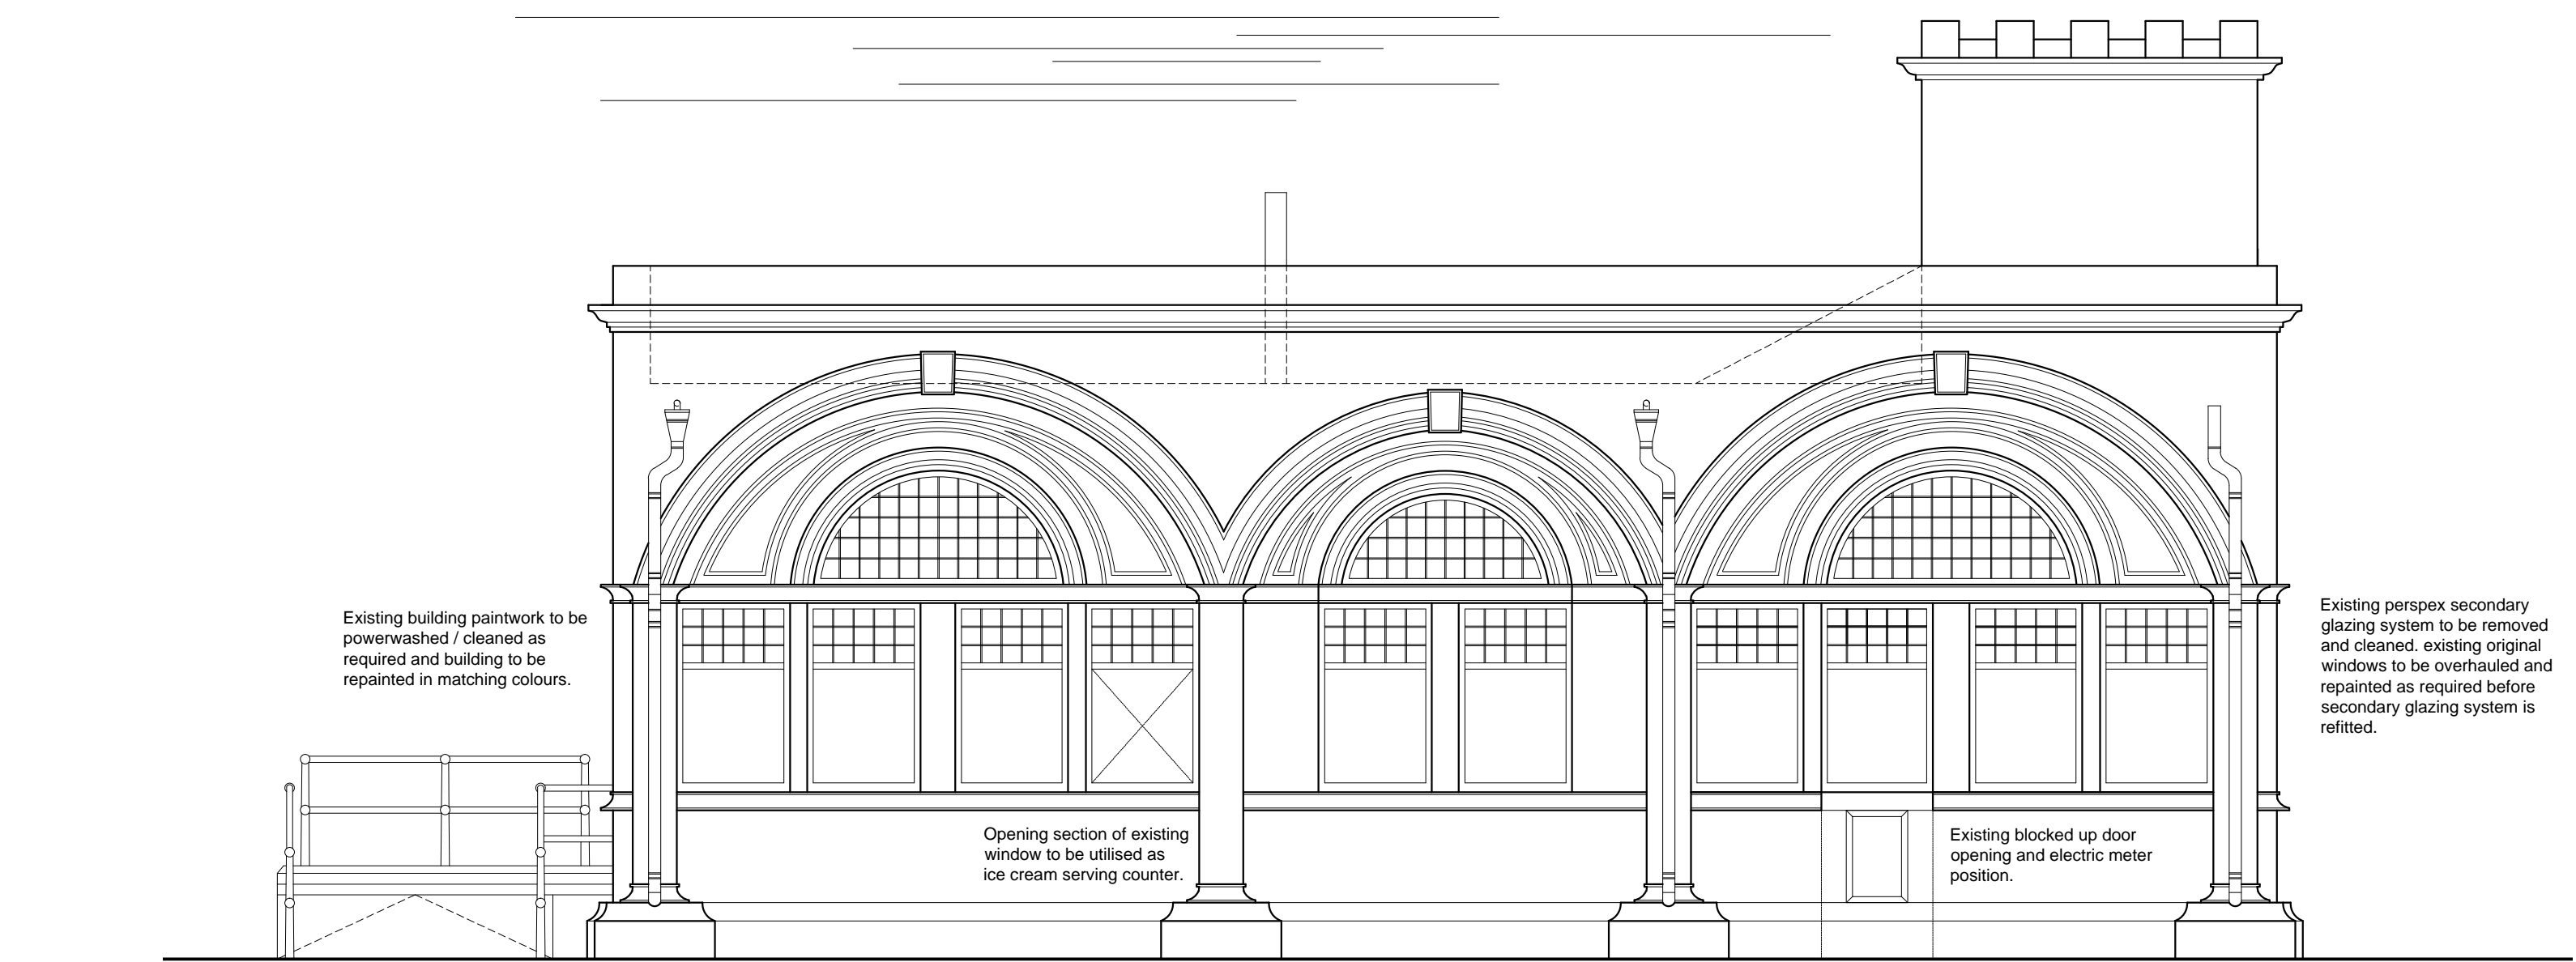 Existing building paintwork to be
powerwashed / cleaned as
required and building to be
repainted in matching colours.
Opening section of existing
window to be utilised as
ice cream serving counter.
Existing blocked up door
opening and electric meter
position.
Existing perspex secondary
glazing system to be removed
and cleaned. existing original
windows to be overhauled and
repainted as required before
secondary glazing system is
refitted.